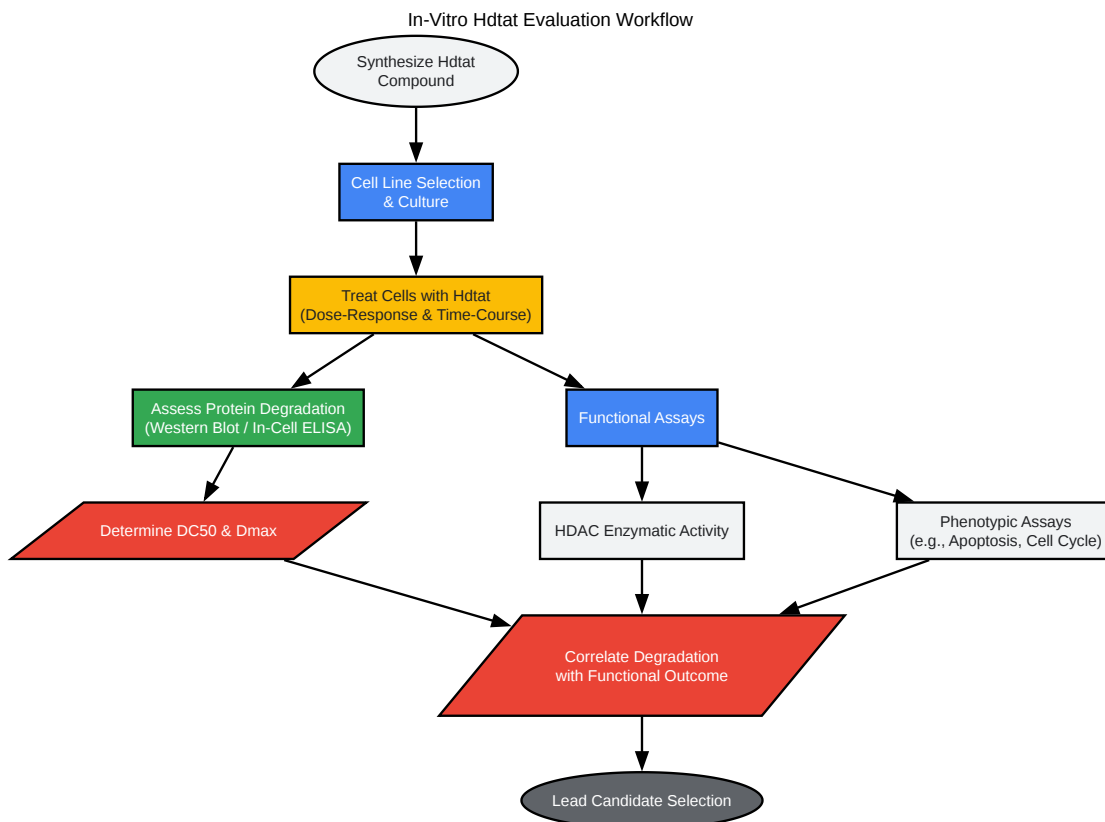 In-Vitro Hdtat Evaluation Workflow
Synthesize Hdtat
Compound
Cell Line Selection
& Culture
Treat Cells with Hdtat
(Dose-Response & Time-Course)
Assess Protein Degradation
(Western Blot / In-Cell ELISA)
Functional Assays
Determine DC50 & Dmax
HDAC Enzymatic Activity
Phenotypic Assays
(e.g., Apoptosis, Cell Cycle)
Correlate Degradation
with Functional Outcome
Lead Candidate Selection